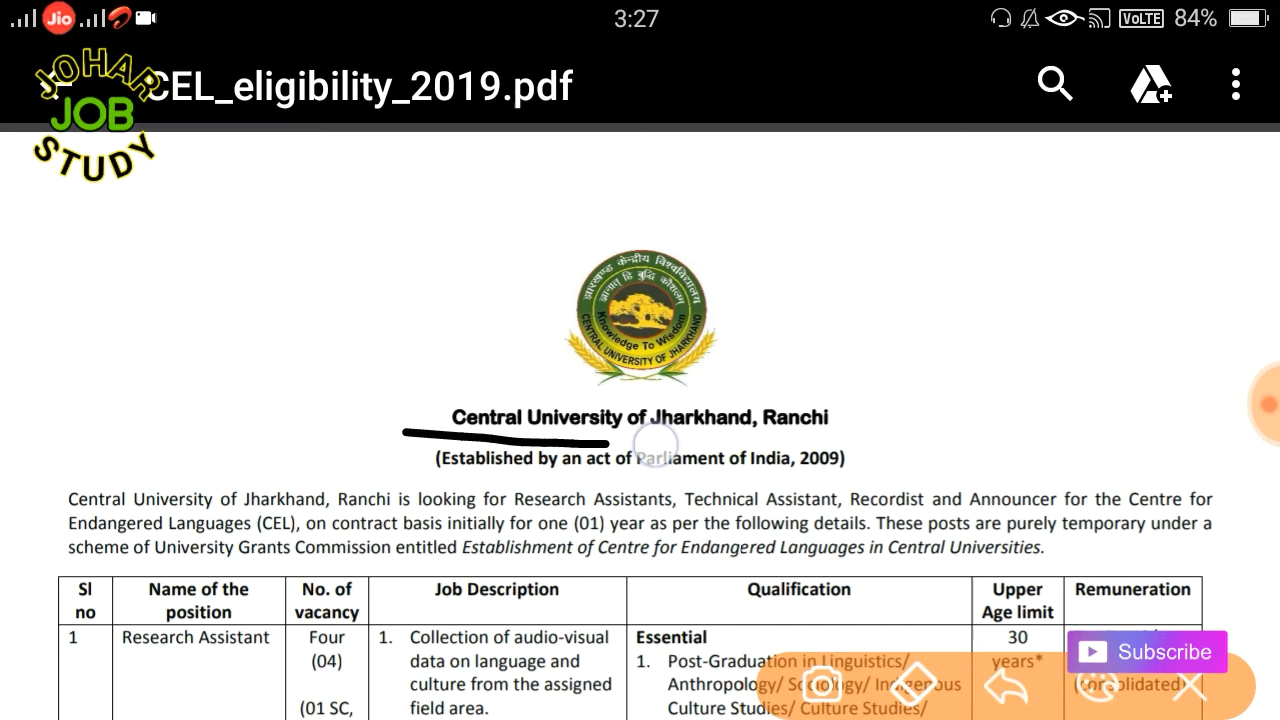 Jio
3:27
VoLTE 84%
JOHAR
JOB
STUDY
CEL_eligibility_2019.pdf
झारखण्ड केन्द्रीय विश्वविद्यालय
Knowledge To Wisdom
CENTRAL UNIVERSITY OF JHARKHAND
Central University of Jharkhand, Ranchi
(Established by an act of Parliament of India, 2009)
Central University of Jharkhand, Ranchi is looking for Research Assistants, Technical Assistant, Recordist and Announcer for the Centre for
Endangered Languages (CEL), on contract basis initially for one (01) year as per the following details. These posts are purely temporary under a
scheme of University Grants Commission entitled Establishment of Centre for Endangered Languages in Central Universities.
Sl no
Name of the position
No. of vacancy
Job Description
Qualification
Upper Age limit
Remuneration
1
Research Assistant
Four
(04)
(01 SC,
1. Collection of audio-visual
data on language and
culture from the assigned
field area.
Essential
1. Post-Graduation in Linguistics/
Anthropology/ Sociology/ Indigenous
Culture Studies/ Culture Studies/
30
years*
(consolidated)
Subscribe